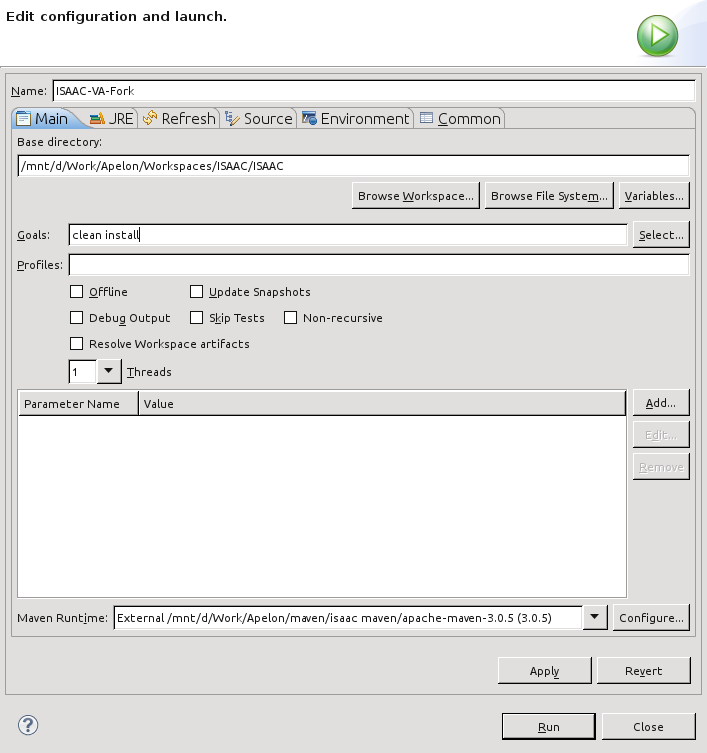 Edit configuration and launch.
Name: ISAAC-VA-Fork
Main JRE Refresh Source Environment Common
Base directory:
/mnt/d/Work/Apelon/Workspaces/ISAAC/ISAAC
Browse Workspace... Browse File System... Variables...
Goals: clean install Select...
Profiles:
Offline Update Snapshots
Debug Output Skip Tests Non-recursive
Resolve Workspace artifacts
1 Threads
Parameter Name Value Add...
Edit...
Remove
Maven Runtime: External /mnt/d/Work/Apelon/maven/isaac maven/apache-maven-3.0.5 (3.0.5) Configure...
Apply Revert
? Run Close